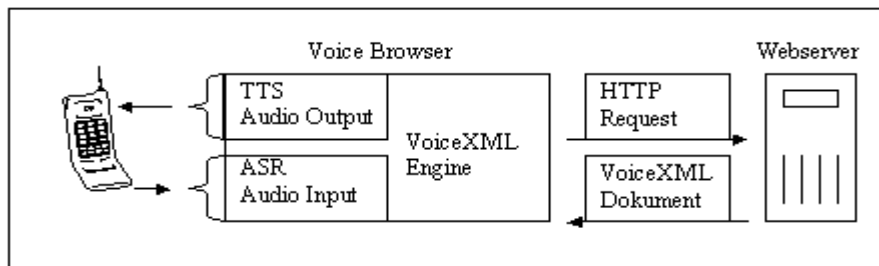 Voice Browser
Webserver
TTS
Audio Output
HTTP
Request
VoiceXML
Engine
ASR
Audio Input
VoiceXML
Dokument